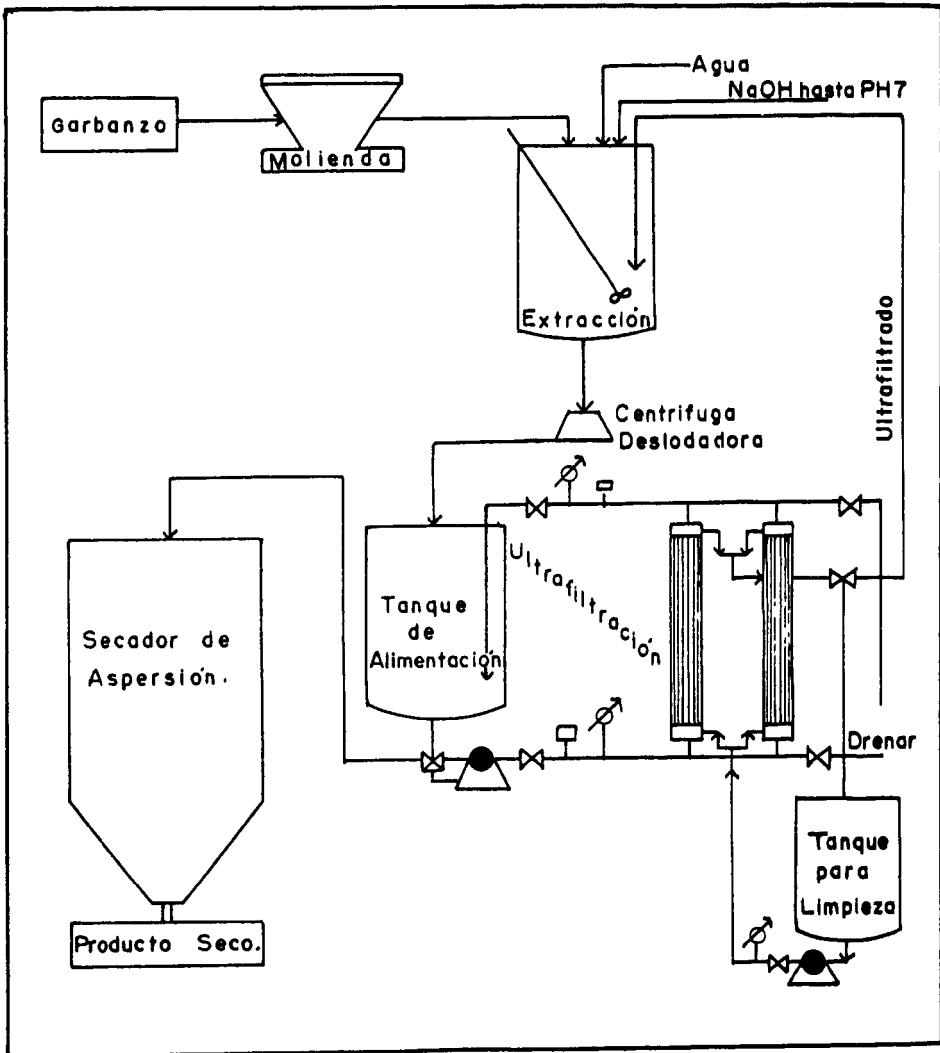 Agua
NaOH hasta PH7
Garbanzo
Molienda
Extracción
Ultrafiltrado
Centrífuga
Deslodadora
Ultrafiltración
Tanque
de
Alimentación
Secador de
Aspersión.
Drenar
Tanque
para
Limpieza
Producto Seco.